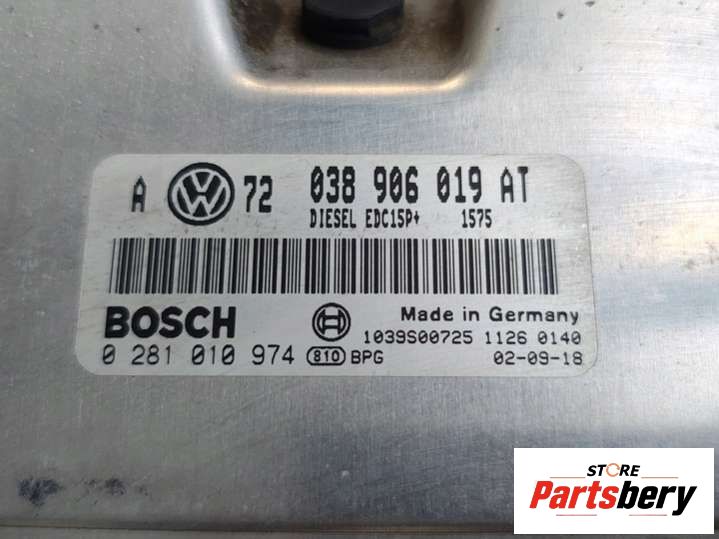 A VW 72 038 906 019 AT
DIESEL EDC15P+ 1575
BOSCH Made in Germany
1039S00725 1126 0140
0 281 010 974 810 BPG 02-09-18
STORE
Partsbery